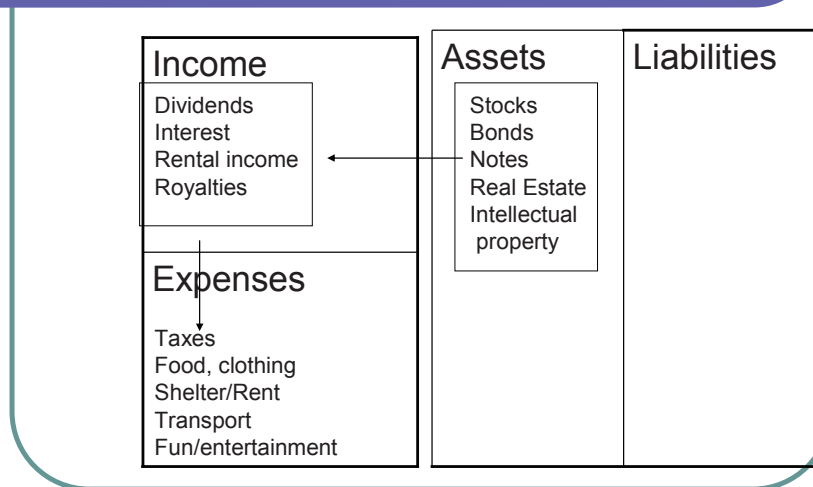 Income
Dividends
Interest
Rental income
Royalties
Expenses
Taxes
Food, clothing
Shelter/Rent
Transport
Fun/entertainment
Assets
Stocks
Bonds
Notes
Real Estate
Intellectual
property
Liabilities